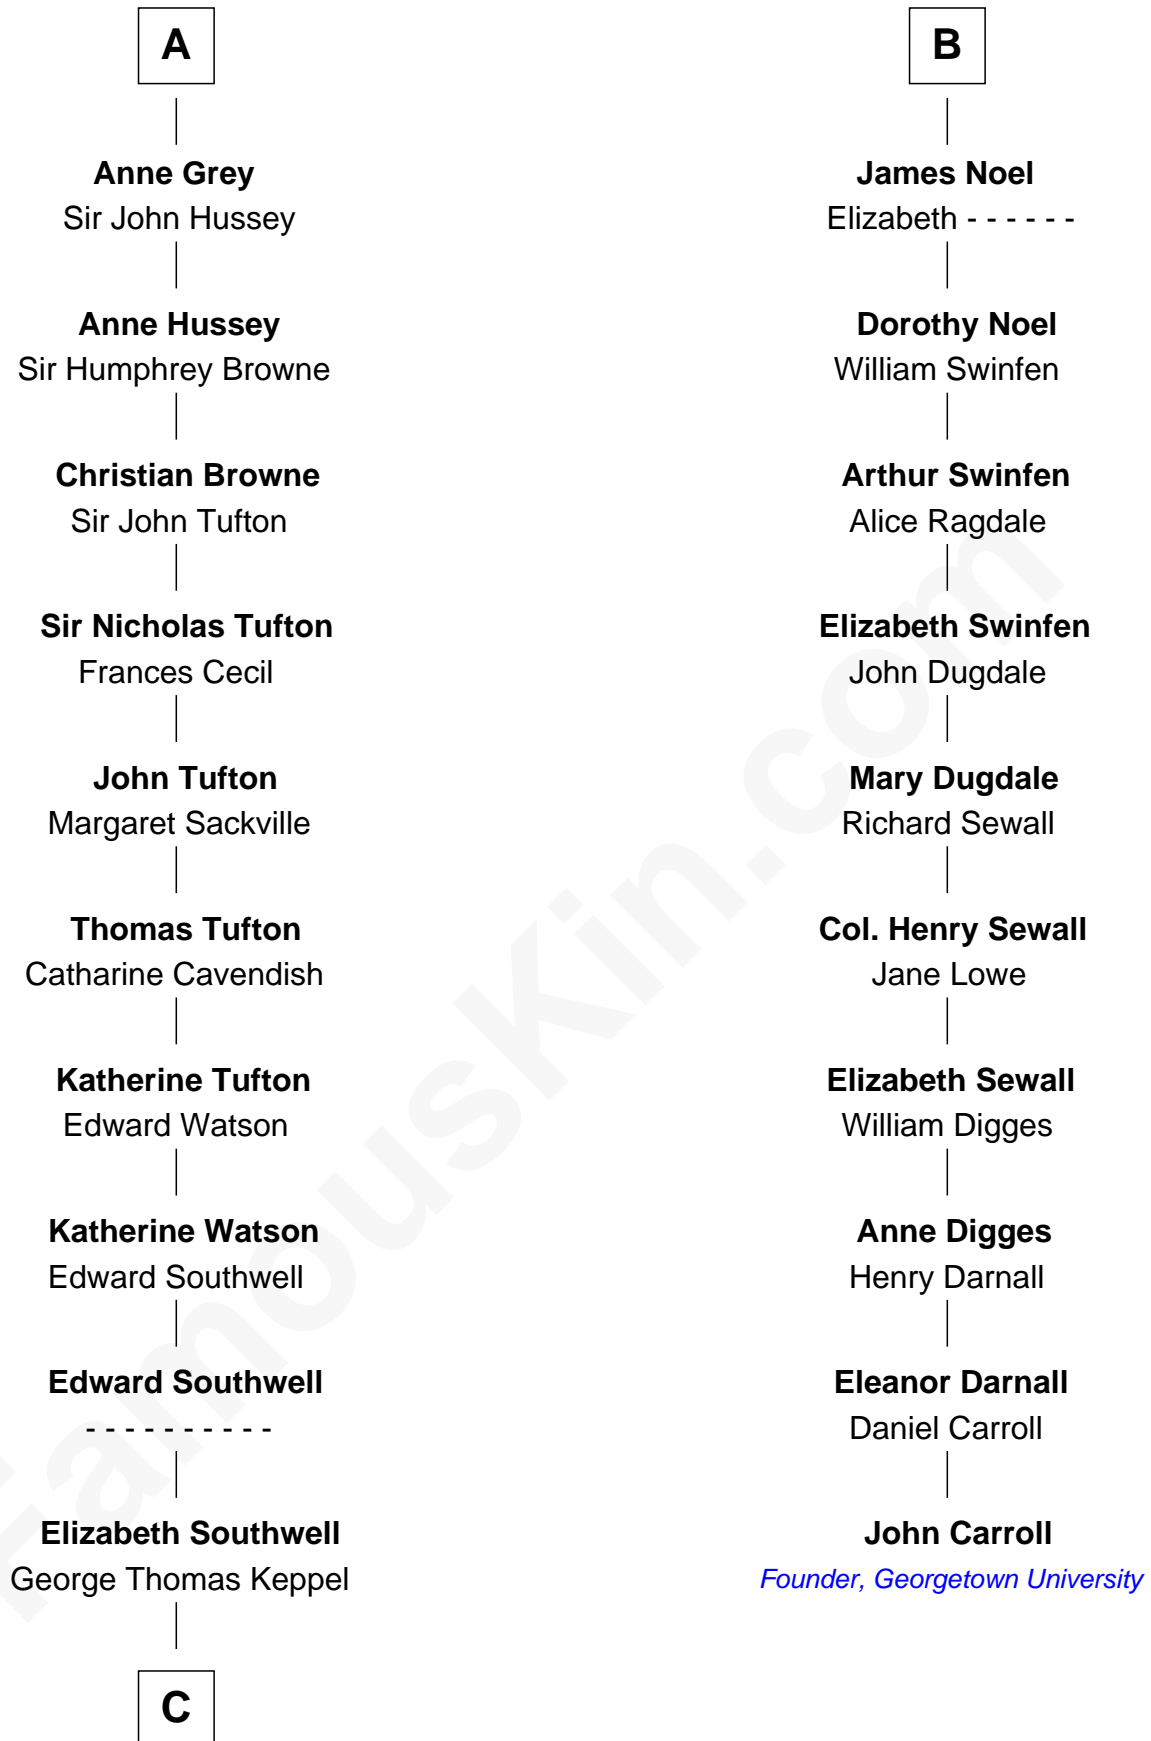 A
Anne Grey
Sir John Hussey
Anne Hussey
Sir Humphrey Browne
Christian Browne
Sir John Tufton
Sir Nicholas Tufton
Frances Cecil
John Tufton
Margaret Sackville
Thomas Tufton
Catharine Cavendish
Katherine Tufton
Edward Watson
Katherine Watson
Edward Southwell
Edward Southwell
- - - - - - - - - -
Elizabeth Southwell
George Thomas Keppel
C
B
James Noel
Elizabeth - - - - - -
Dorothy Noel
William Swinfen
Arthur Swinfen
Alice Ragdale
Elizabeth Swinfen
John Dugdale
Mary Dugdale
Richard Sewall
Col. Henry Sewall
Jane Lowe
Elizabeth Sewall
William Digges
Anne Digges
Henry Darnall
Eleanor Darnall
Daniel Carroll
John Carroll
Founder, Georgetown University
FamousKin.com